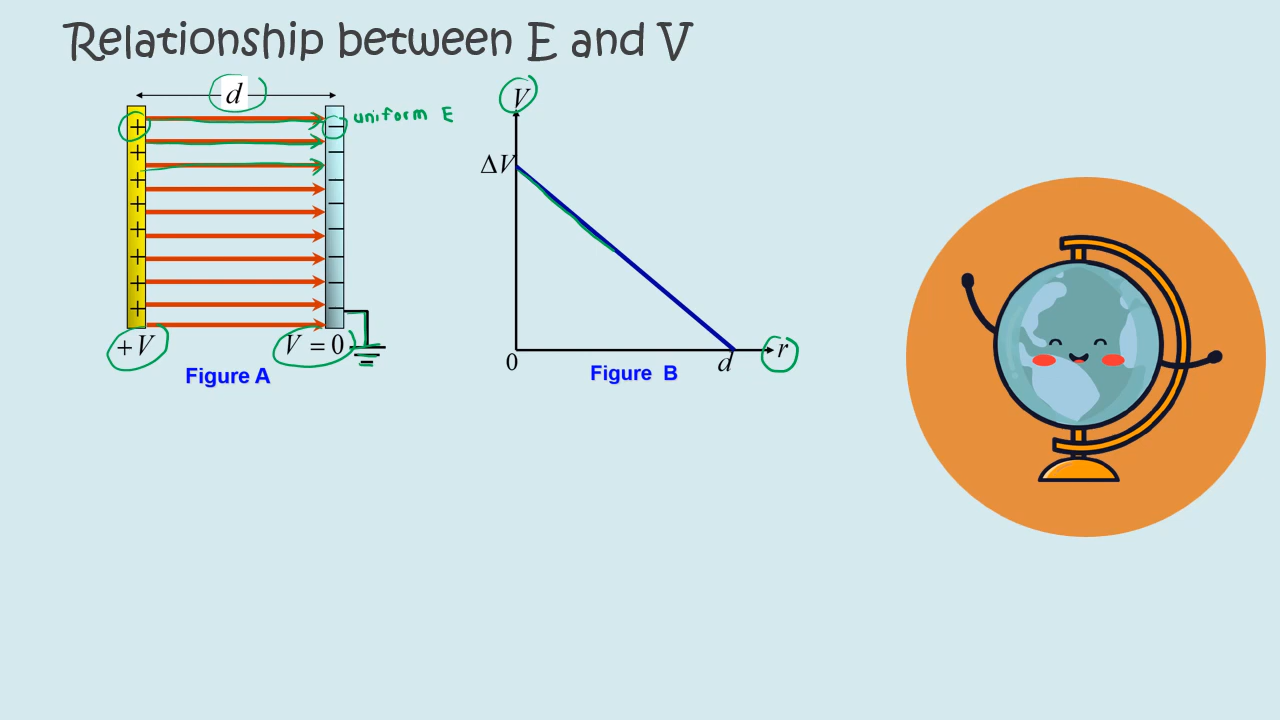 Relationship between E and V
d
uniform E
+V
V = 0
Figure A
V
ΔV
0
d
r
Figure B